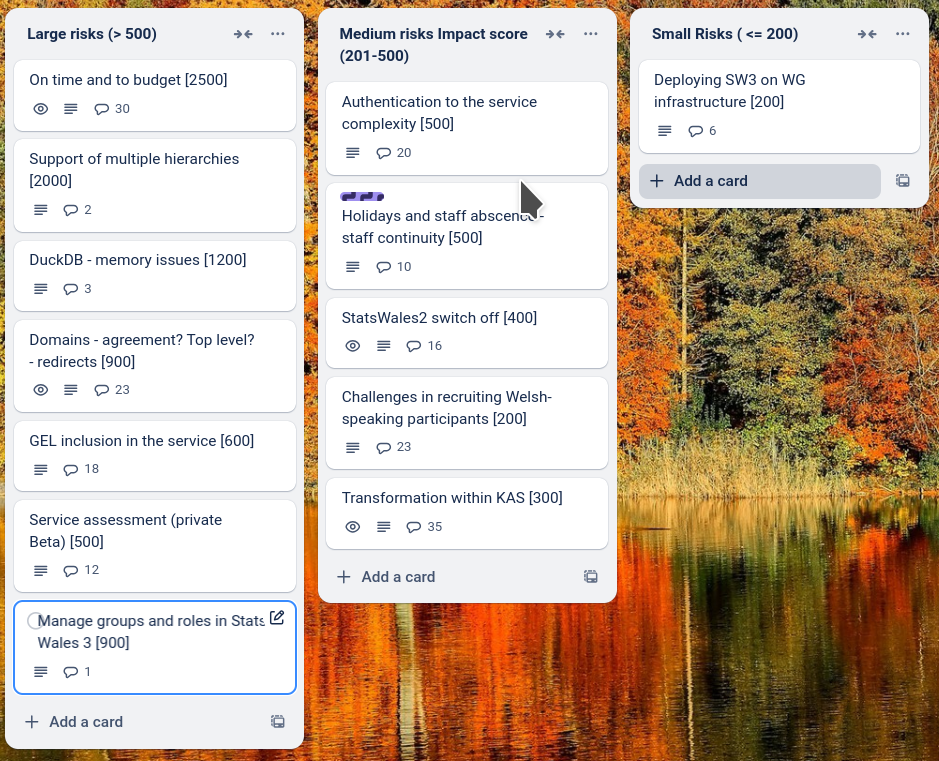 Large risks (> 500)
On time and to budget [2500]
30
Support of multiple hierarchies
[2000]
2
DuckDB - memory issues [1200]
3
Domains - agreement? Top level?
- redirects [900]
23
GEL inclusion in the service [600]
18
Service assessment (private
Beta) [500]
12
Manage groups and roles in Stats
Wales 3 [900]
1
Add a card
Medium risks Impact score
(201-500)
Authentication to the service
complexity [500]
20
Holidays and staff abscence -
staff continuity [500]
10
StatsWales2 switch off [400]
16
Challenges in recruiting Welsh-
speaking participants [200]
23
Transformation within KAS [300]
35
Add a card
Small Risks ( <= 200)
Deploying SW3 on WG
infrastructure [200]
6
Add a card